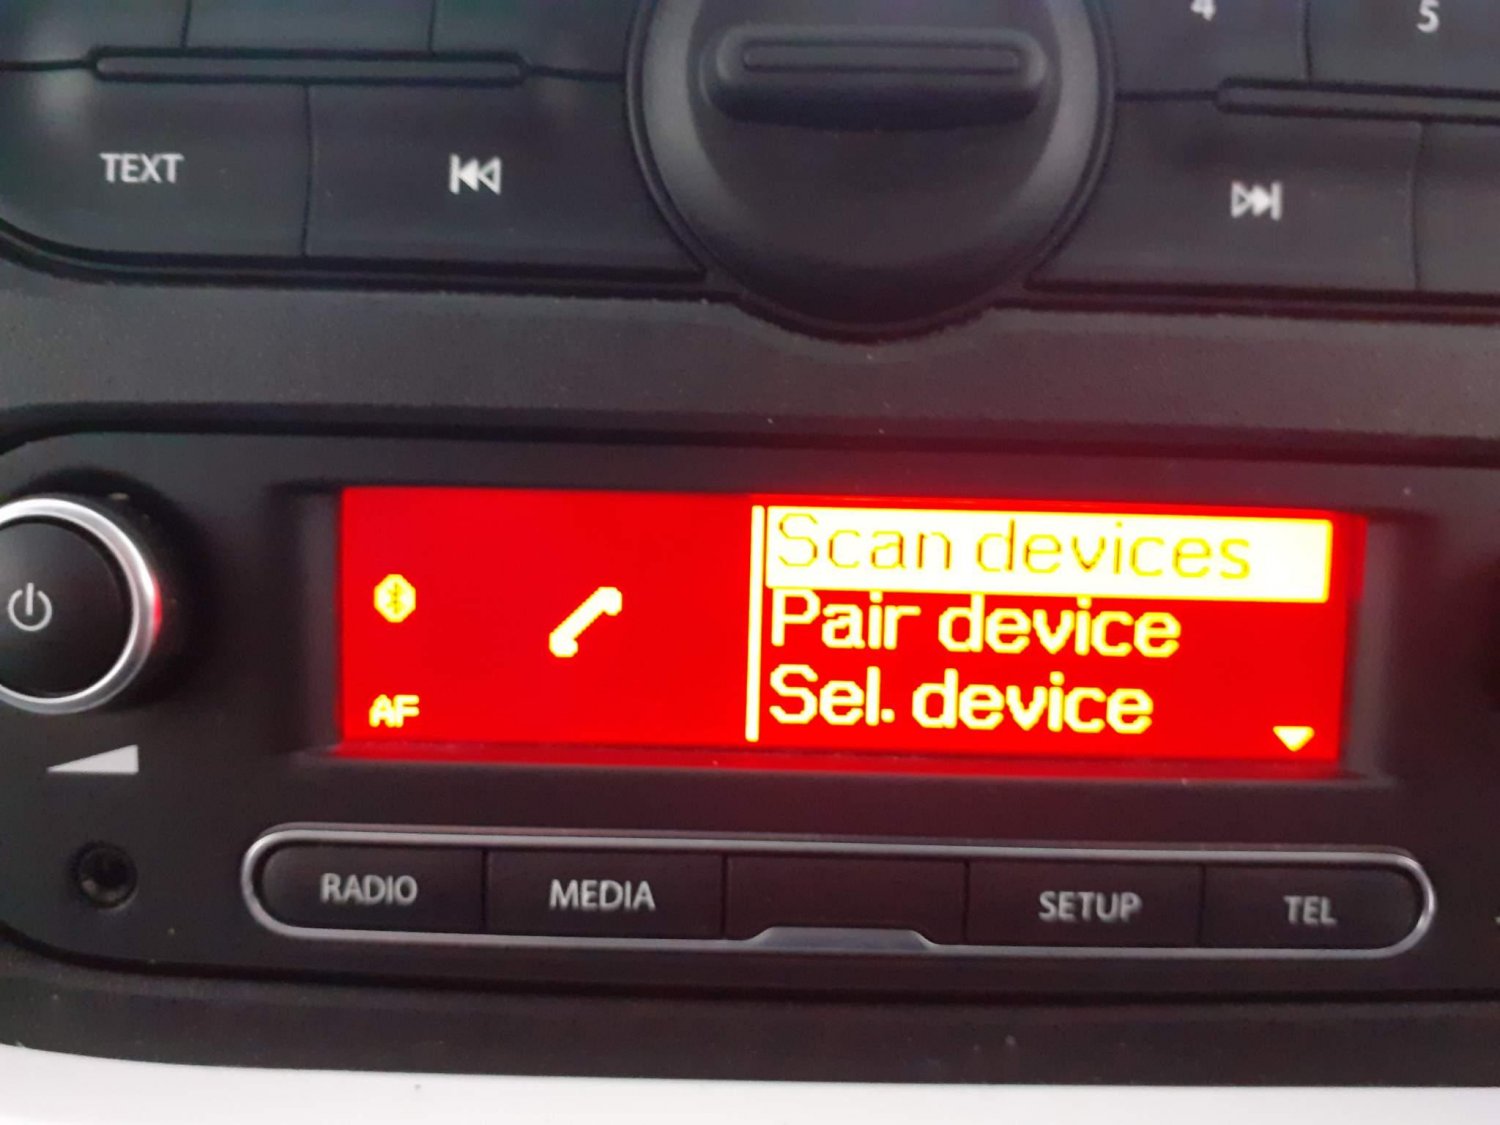 4
5
TEXT
Scan devices
Pair device
Sel. device
AF
RADIO
MEDIA
SETUP
TEL